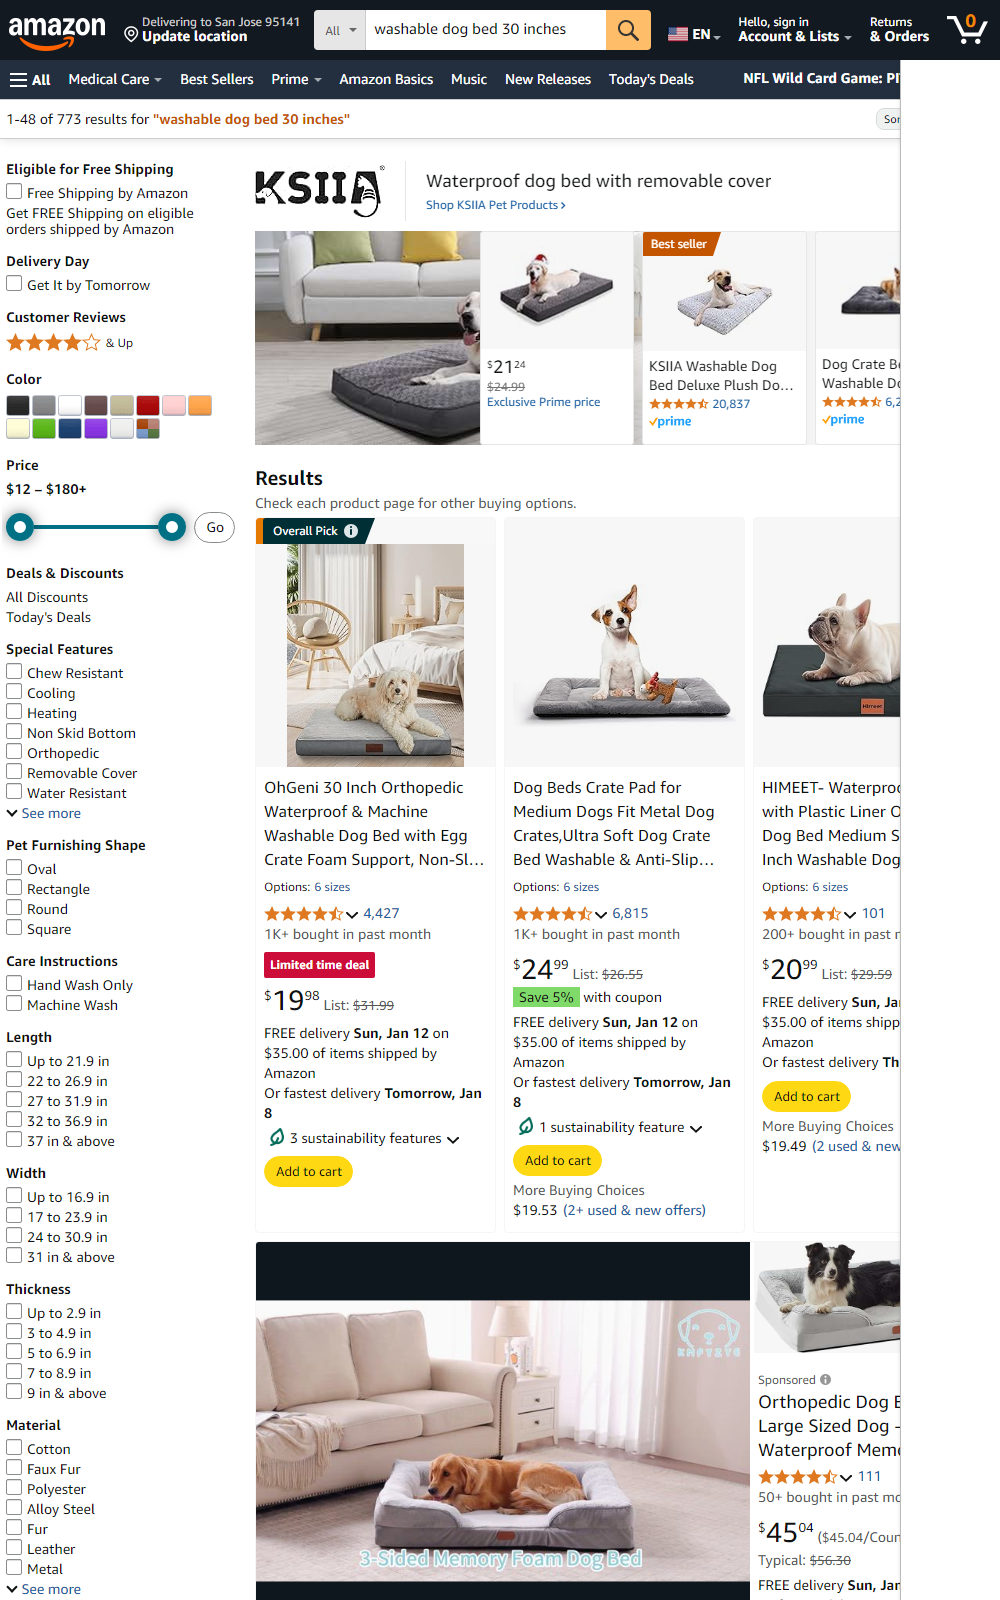 amazon
Delivering to San Jose 95141
Update location
All
washable dog bed 30 inches
EN
Hello, sign in
Account & Lists
Returns
& Orders
0
All
Medical Care
Best Sellers
Prime
Amazon Basics
Music
New Releases
Today's Deals
NFL Wild Card Game:
1-48 of 773 results for "washable dog bed 30 inches"
Eligible for Free Shipping
Free Shipping by Amazon
Get FREE Shipping on eligible
orders shipped by Amazon
Delivery Day
Get It by Tomorrow
Customer Reviews
& Up
Color
Price
$12 – $180+
Go
Deals & Discounts
All Discounts
Today's Deals
Special Features
Chew Resistant
Cooling
Heating
Non Skid Bottom
Orthopedic
Removable Cover
Water Resistant
See more
Pet Furnishing Shape
Oval
Rectangle
Round
Square
Care Instructions
Hand Wash Only
Machine Wash
Length
Up to 21.9 in
22 to 26.9 in
27 to 31.9 in
32 to 36.9 in
37 in & above
Width
Up to 16.9 in
17 to 23.9 in
24 to 30.9 in
31 in & above
Thickness
Up to 2.9 in
3 to 4.9 in
5 to 6.9 in
7 to 8.9 in
9 in & above
Material
Cotton
Faux Fur
Polyester
Alloy Steel
Fur
Leather
Metal
See more
KSIIA®
Waterproof dog bed with removable cover
Shop KSIIA Pet Products ›
$21 24
$24.99
Exclusive Prime price
Best seller
KSIIA Washable Dog
Bed Deluxe Plush Do...
20,837
prime
Dog Crate
Washable
6,2
prime
Results
Check each product page for other buying options.
Overall Pick
OhGeni 30 Inch Orthopedic
Waterproof & Machine
Washable Dog Bed with Egg
Crate Foam Support, Non-Sl...
Options: 6 sizes
4,427
1K+ bought in past month
Limited time deal
$19 98 List: $31.99
FREE delivery Sun, Jan 12 on
$35.00 of items shipped by
Amazon
Or fastest delivery Tomorrow, Jan
8
3 sustainability features
Add to cart
Dog Beds Crate Pad for
Medium Dogs Fit Metal Dog
Crates,Ultra Soft Dog Crate
Bed Washable & Anti-Slip...
Options: 6 sizes
6,815
1K+ bought in past month
$24 99 List: $26.55
Save 5% with coupon
FREE delivery Sun, Jan 12 on
$35.00 of items shipped by
Amazon
Or fastest delivery Tomorrow, Jan
8
1 sustainability feature
Add to cart
More Buying Choices
$19.53 (2+ used & new offers)
Himeet
HIMEET- Waterproo
with Plastic Liner
Dog Bed Medium S
Inch Washable Dog
Options: 6 sizes
101
200+ bought in past
$20 99 List: $29.59
FREE delivery Sun, Ja
$35.00 of items shipp
Amazon
Or fastest delivery Th
Add to cart
More Buying Choices
$19.49 (2 used & new
3-Sided Memory Foam Dog Bed
Sponsored
Orthopedic Dog
Large Sized Dog -
Waterproof Mem
111
50+ bought in past mo
$45 04 ($45.04/Coun
Typical: $56.30
FREE delivery Sun, Jan